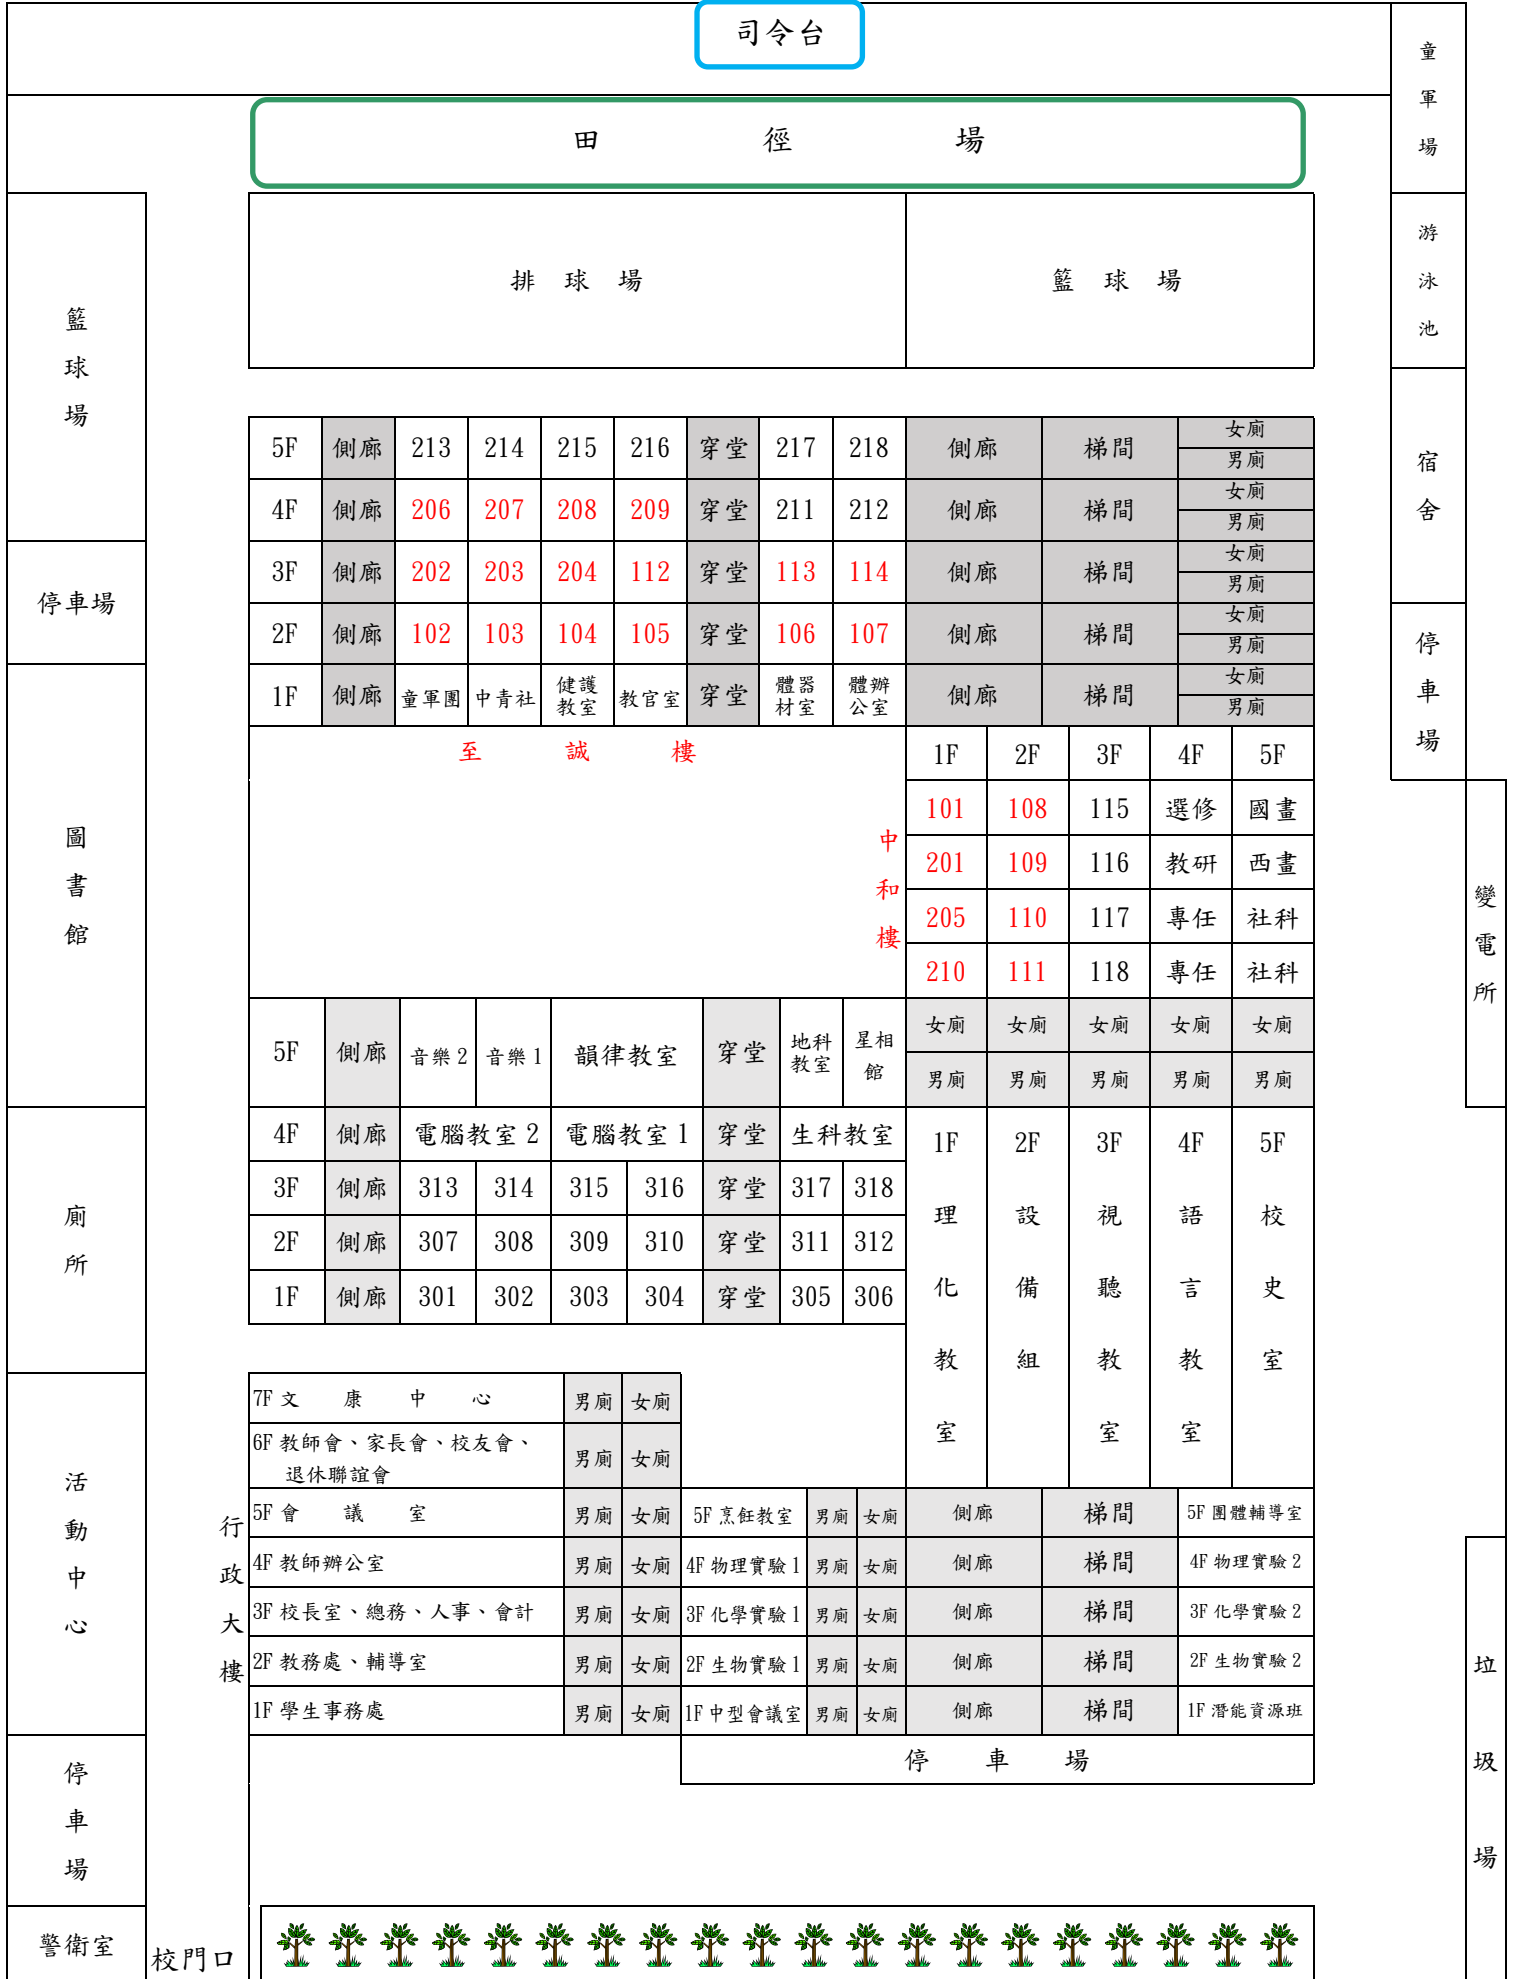 司令台
童軍場
田 徑 場
籃球場
排 球 場
籃 球 場
游泳池
5F 側廊 213 214 215 216 穿堂 217 218 側廊 梯間 女廁 男廁
4F 側廊 206 207 208 209 穿堂 211 212 側廊 梯間 女廁 男廁
宿舍
3F 側廊 202 203 204 112 穿堂 113 114 側廊 梯間 女廁 男廁
停車場
2F 側廊 102 103 104 105 穿堂 106 107 側廊 梯間 女廁 男廁
停車場
1F 側廊 童軍團 中青社 健護教室 教官室 穿堂 體器材室 體辦公室 側廊 梯間 女廁 男廁
至 誠 樓
1F 2F 3F 4F 5F
101 108 115 選修 國畫
201 109 116 教研 西畫
205 110 117 專任 社科
210 111 118 專任 社科
中和樓
圖書館
變電所
女廁 女廁 女廁 女廁 女廁
男廁 男廁 男廁 男廁 男廁
5F 側廊 音樂2 音樂1 韻律教室 穿堂 地科教室 星相館
4F 側廊 電腦教室2 電腦教室1 穿堂 生科教室
3F 側廊 313 314 315 316 穿堂 317 318
2F 側廊 307 308 309 310 穿堂 311 312
1F 側廊 301 302 303 304 穿堂 305 306
1F 理化教室
2F 設備組
3F 視聽教室
4F 語言教室
5F 校史室
廁所
活動中心
行政大樓
7F 文 康 中 心 男廁 女廁
6F 教師會、家長會、校友會、
退休聯誼會 男廁 女廁
5F 會 議 室 男廁 女廁 5F 烹飪教室 男廁 女廁 側廊 梯間 5F 團體輔導室
4F 教師辦公室 男廁 女廁 4F 物理實驗1 男廁 女廁 側廊 梯間 4F 物理實驗2
3F 校長室、總務、人事、會計 男廁 女廁 3F 化學實驗1 男廁 女廁 側廊 梯間 3F 化學實驗2
2F 教務處、輔導室 男廁 女廁 2F 生物實驗1 男廁 女廁 側廊 梯間 2F 生物實驗2
1F 學生事務處 男廁 女廁 1F 中型會議室 男廁 女廁 側廊 梯間 1F 潛能資源班
停 車 場
垃圾場
停車場
警衛室
校門口